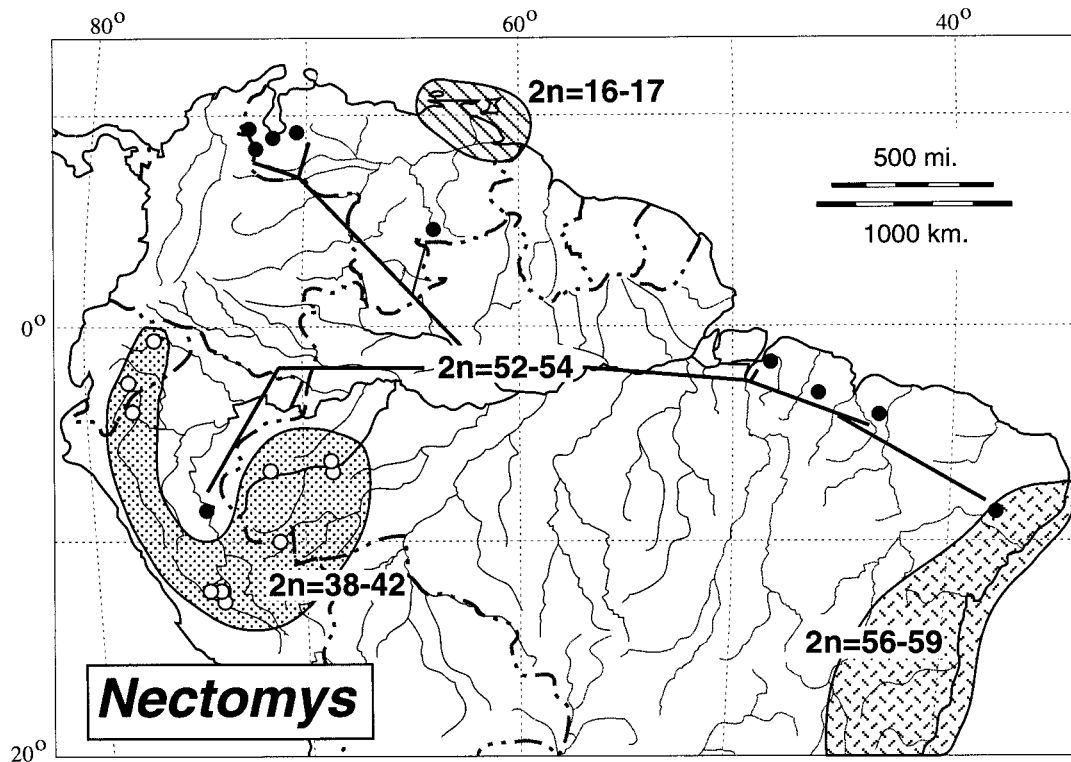 80° 60° 40°
2n=16-17
500 mi.
1000 km.
0°
2n=52-54
2n=38-42
2n=56-59
Nectomys
20°